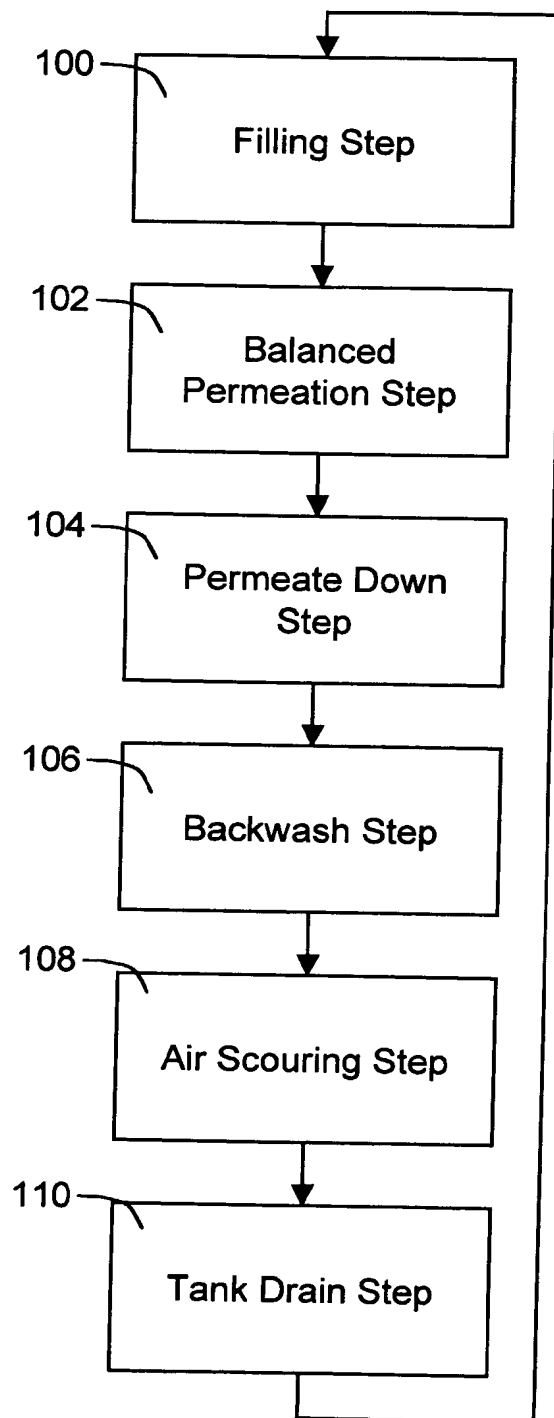 100
Filling Step
102
Balanced
Permeation Step
104
Permeate Down
Step
106
Backwash Step
108
Air Scouring Step
110
Tank Drain Step